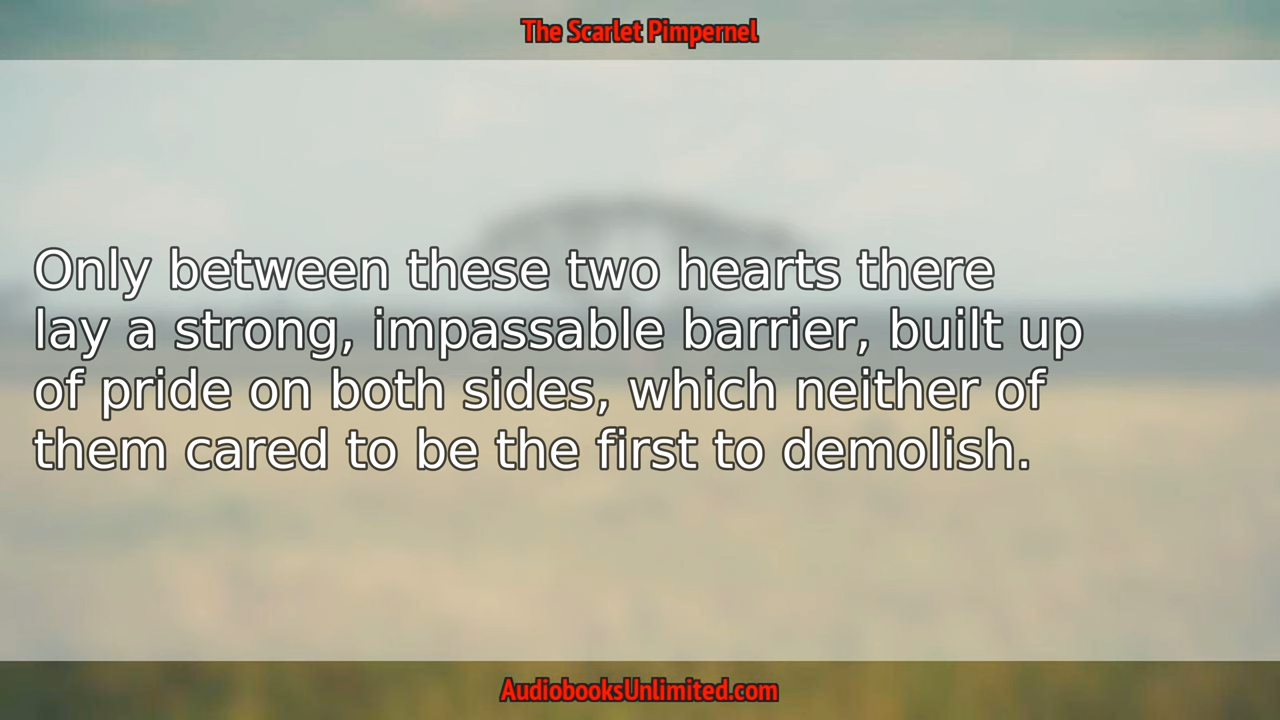 The Scarlet Pimpernel
Only between these two hearts there
lay a strong, impassable barrier, built up
of pride on both sides, which neither of
them cared to be the first to demolish.
AudiobooksUnlimited.com